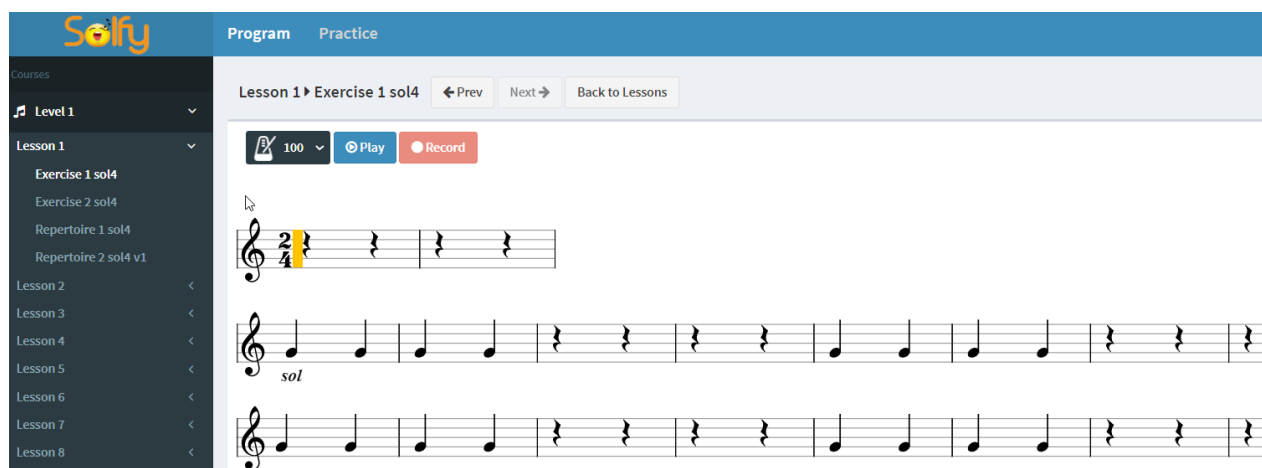 Solfy
Program Practice
Courses
Level 1
Lesson 1
Exercise 1 sol4
Exercise 2 sol4
Repertoire 1 sol4
Repertoire 2 sol4 v1
Lesson 2
Lesson 3
Lesson 4
Lesson 5
Lesson 6
Lesson 7
Lesson 8
Lesson 1 Exercise 1 sol4 Prev Next Back to Lessons
100 Play Record
2
4
sol